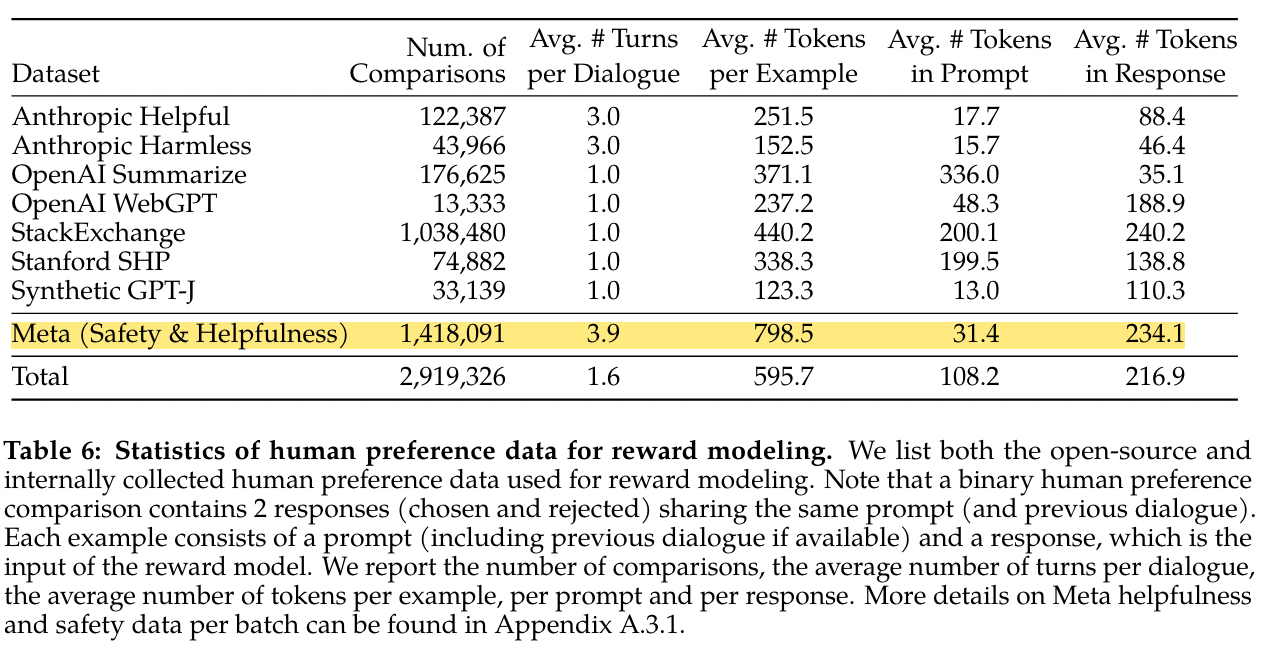 Dataset Num. of Comparisons Avg. # Turns per Dialogue Avg. # Tokens per Example Avg. # Tokens in Prompt Avg. # Tokens in Response
Anthropic Helpful 122,387 3.0 251.5 17.7 88.4
Anthropic Harmless 43,966 3.0 152.5 15.7 46.4
OpenAI Summarize 176,625 1.0 371.1 336.0 35.1
OpenAI WebGPT 13,333 1.0 237.2 48.3 188.9
StackExchange 1,038,480 1.0 440.2 200.1 240.2
Stanford SHP 74,882 1.0 338.3 199.5 138.8
Synthetic GPT-J 33,139 1.0 123.3 13.0 110.3
Meta (Safety & Helpfulness) 1,418,091 3.9 798.5 31.4 234.1
Total 2,919,326 1.6 595.7 108.2 216.9
Table 6: Statistics of human preference data for reward modeling. We list both the open-source and
internally collected human preference data used for reward modeling. Note that a binary human preference
comparison contains 2 responses (chosen and rejected) sharing the same prompt (and previous dialogue).
Each example consists of a prompt (including previous dialogue if available) and a response, which is the
input of the reward model. We report the number of comparisons, the average number of turns per dialogue,
the average number of tokens per example, per prompt and per response. More details on Meta helpfulness
and safety data per batch can be found in Appendix A.3.1.